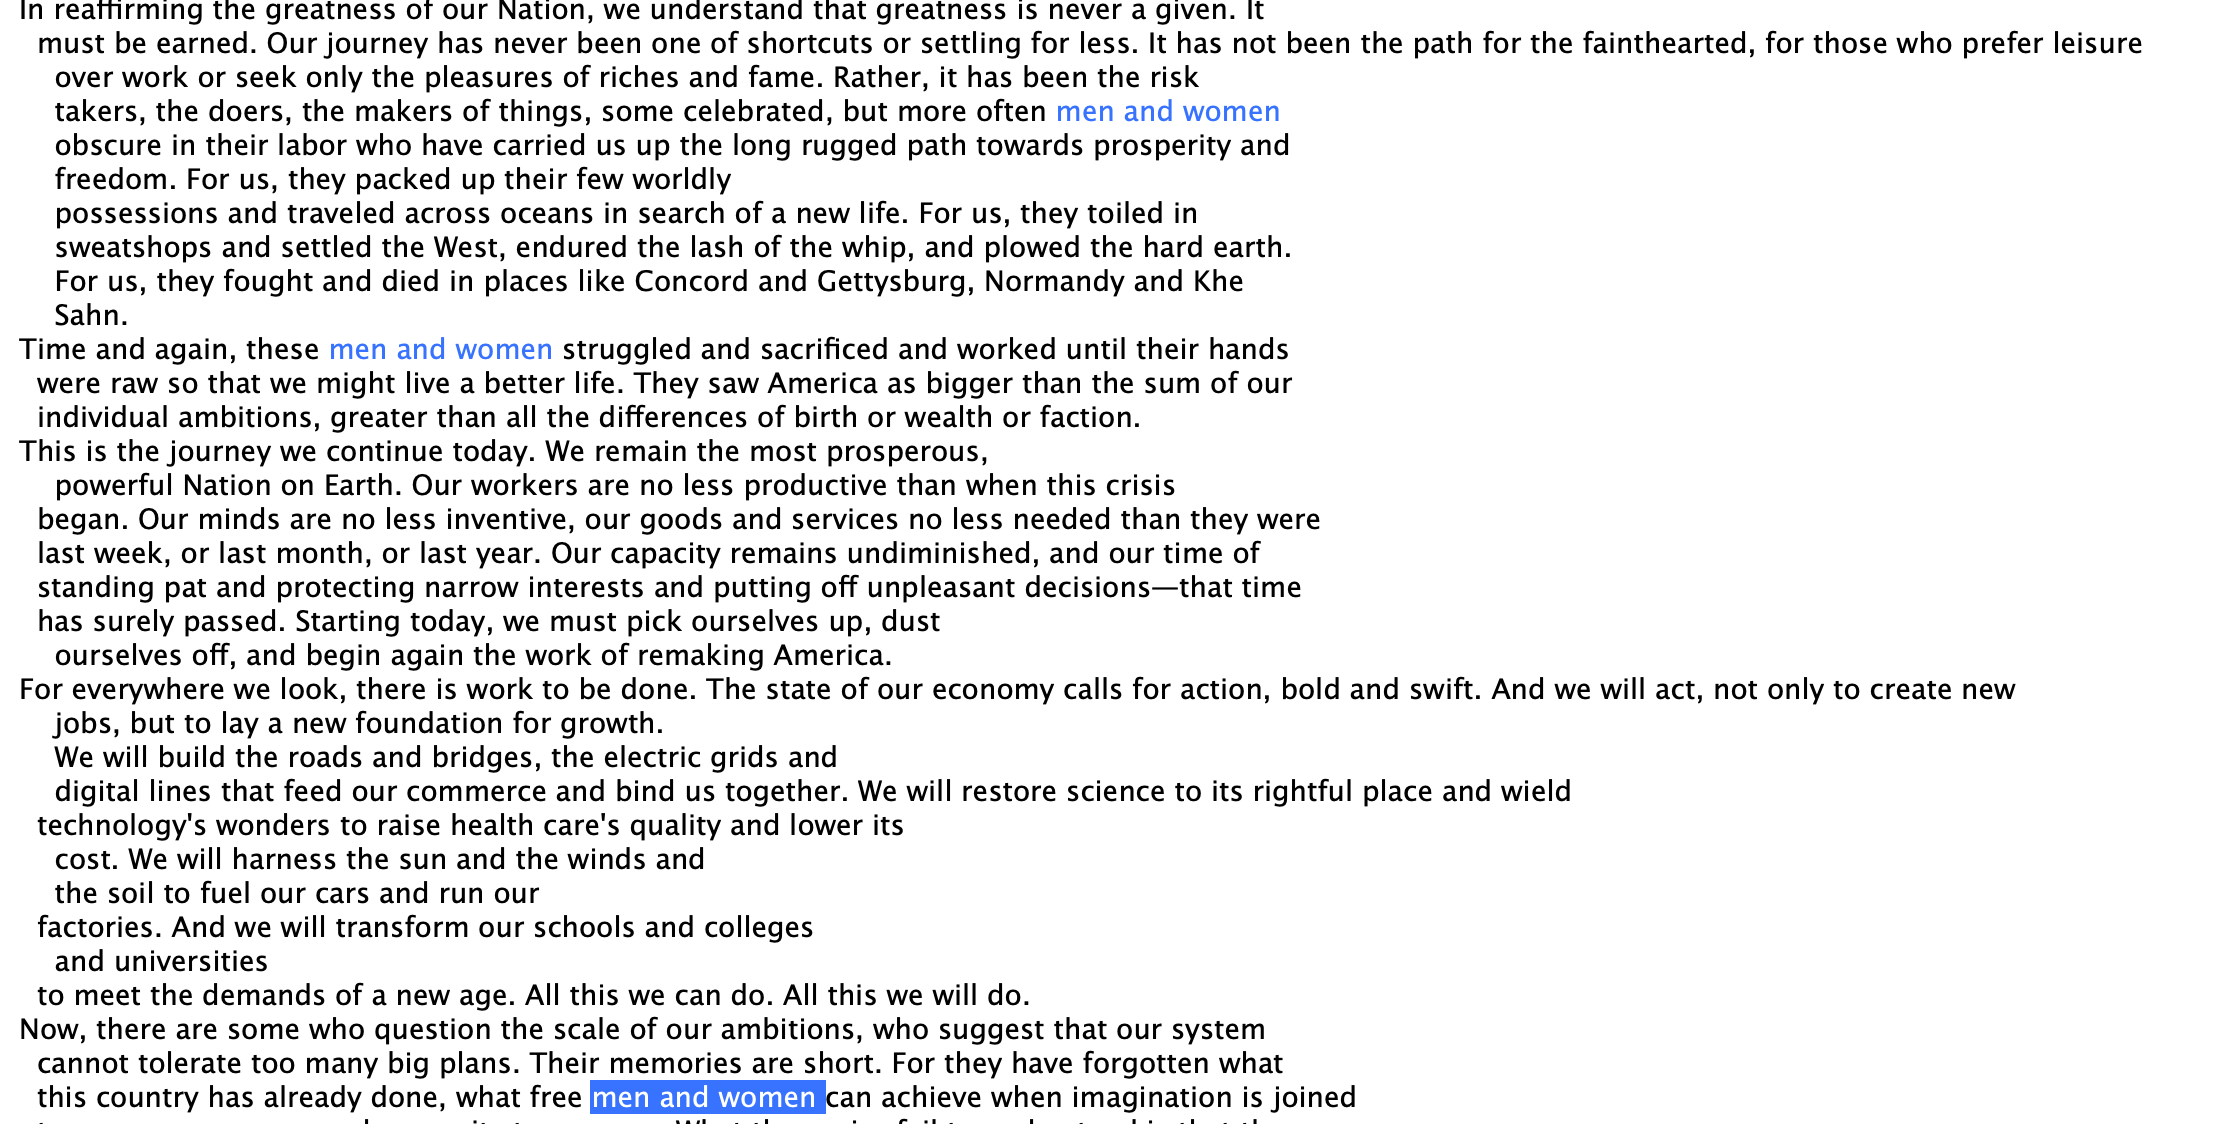 In reaffirming the greatness of our Nation, we understand that greatness is never a given. It
must be earned. Our journey has never been one of shortcuts or settling for less. It has not been the path for the fainthearted, for those who prefer leisure
over work or seek only the pleasures of riches and fame. Rather, it has been the risk
takers, the doers, the makers of things, some celebrated, but more often men and women
obscure in their labor who have carried us up the long rugged path towards prosperity and
freedom. For us, they packed up their few worldly
possessions and traveled across oceans in search of a new life. For us, they toiled in
sweatshops and settled the West, endured the lash of the whip, and plowed the hard earth.
For us, they fought and died in places like Concord and Gettysburg, Normandy and Khe
Sahn.
Time and again, these men and women struggled and sacrificed and worked until their hands
were raw so that we might live a better life. They saw America as bigger than the sum of our
individual ambitions, greater than all the differences of birth or wealth or faction.
This is the journey we continue today. We remain the most prosperous,
powerful Nation on Earth. Our workers are no less productive than when this crisis
began. Our minds are no less inventive, our goods and services no less needed than they were
last week, or last month, or last year. Our capacity remains undiminished, and our time of
standing pat and protecting narrow interests and putting off unpleasant decisions—that time
has surely passed. Starting today, we must pick ourselves up, dust
ourselves off, and begin again the work of remaking America.
For everywhere we look, there is work to be done. The state of our economy calls for action, bold and swift. And we will act, not only to create new
jobs, but to lay a new foundation for growth.
We will build the roads and bridges, the electric grids and
digital lines that feed our commerce and bind us together. We will restore science to its rightful place and wield
technology's wonders to raise health care's quality and lower its
cost. We will harness the sun and the winds and
the soil to fuel our cars and run our
factories. And we will transform our schools and colleges
and universities
to meet the demands of a new age. All this we can do. All this we will do.
Now, there are some who question the scale of our ambitions, who suggest that our system
cannot tolerate too many big plans. Their memories are short. For they have forgotten what
this country has already done, what free men and women can achieve when imagination is joined